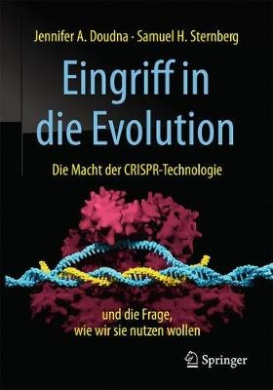 Jennifer A. Doudna · Samuel H. Sternberg
Eingriff in
die Evolution
Die Macht der CRISPR-Technologie
und die Frage,
wie wir sie nutzen wollen
Springer